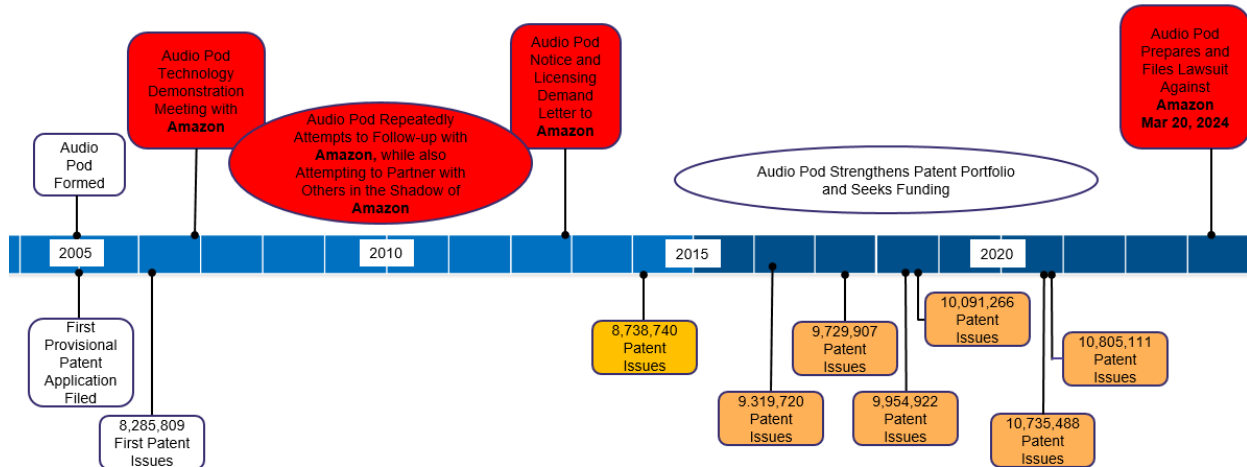 Audio Pod
Technology
Demonstration
Meeting with
Amazon
Audio Pod
Notice and
Licensing
Demand
Letter to
Amazon
Audio Pod
Prepares and
Files Lawsuit
Against
Amazon
Mar 20, 2024
Audio
Pod
Formed
Audio Pod Repeatedly
Attempts to Follow-up with
Amazon, while also
Attempting to Partner with
Others in the Shadow of
Amazon
Audio Pod Strengthens Patent Portfolio
and Seeks Funding
2005
2010
2015
2020
First
Provisional
Patent
Application
Filed
8,285,809
First Patent
Issues
8,738,740
Patent
Issues
9.319,720
Patent
Issues
9,729,907
Patent
Issues
9,954,922
Patent
Issues
10,091,266
Patent
Issues
10,735,488
Patent
Issues
10,805,111
Patent
Issues